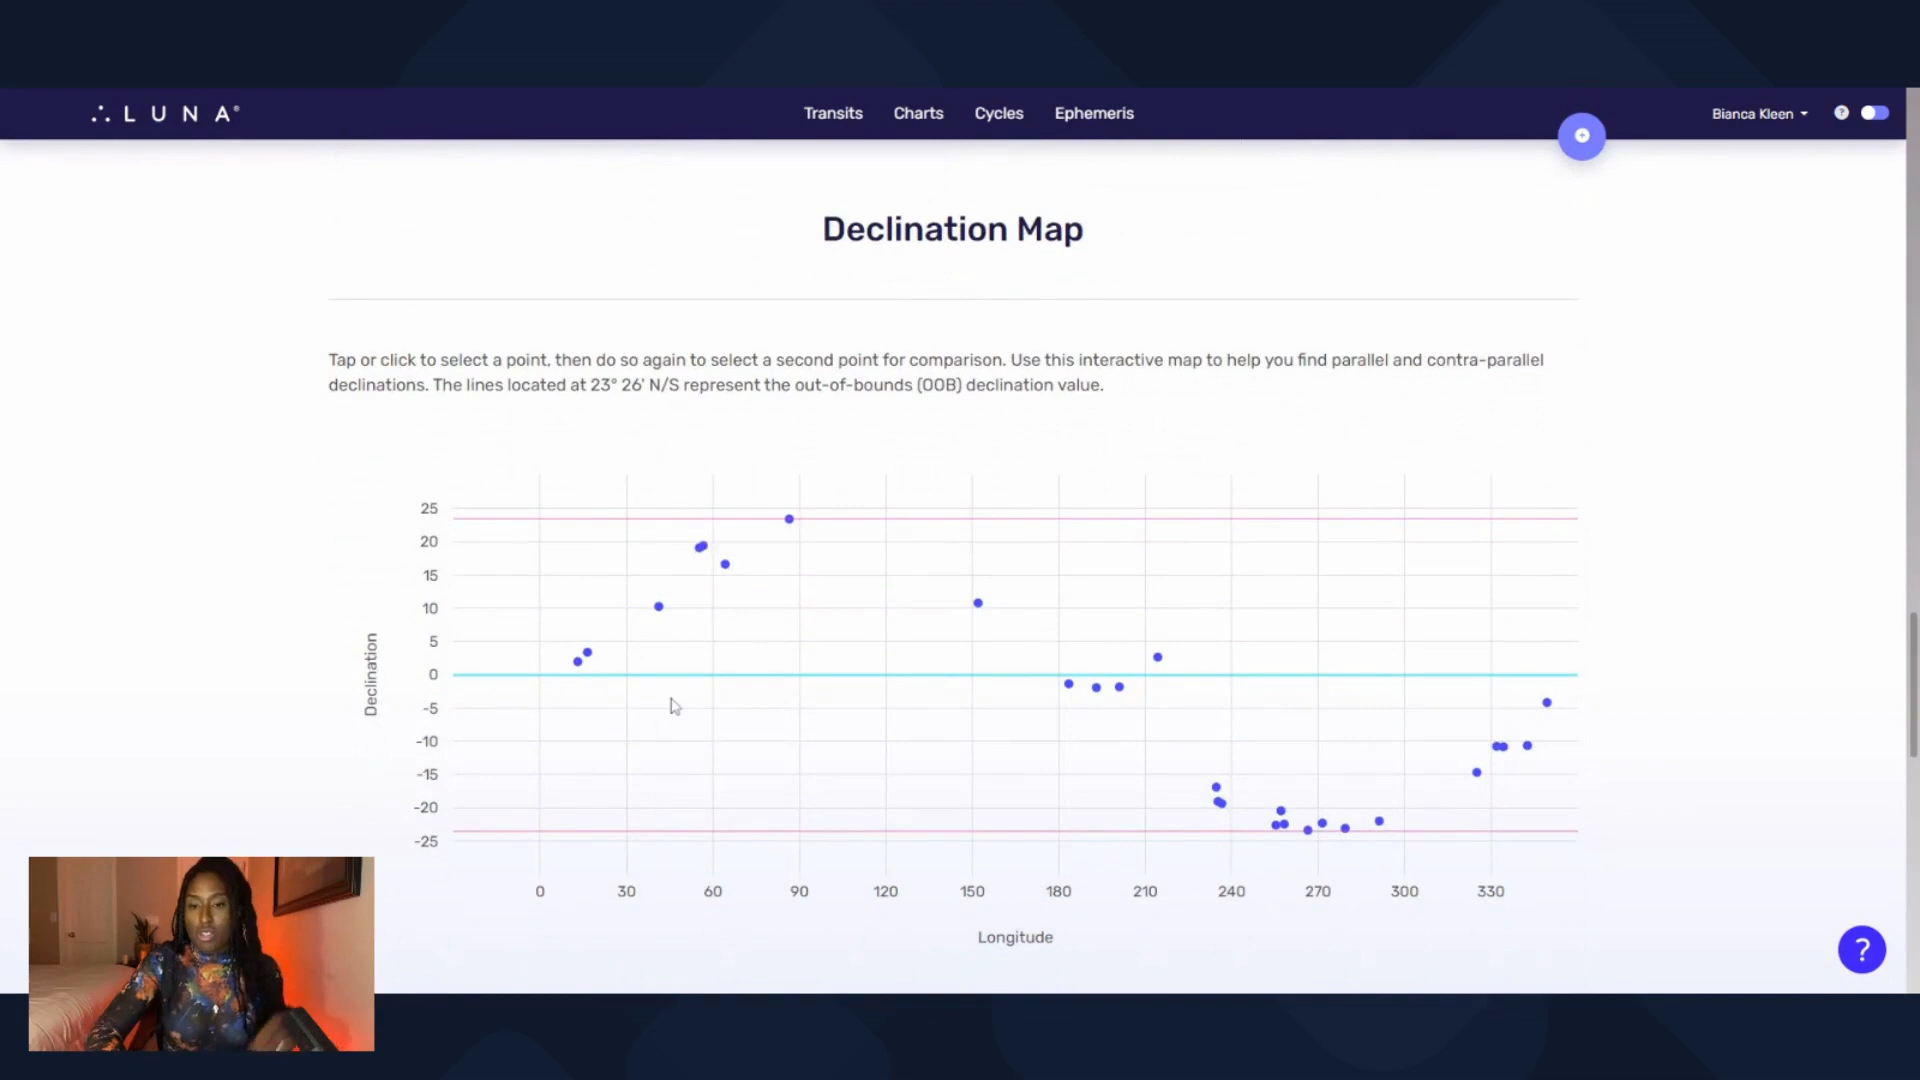 LUNA®
Transits Charts Cycles Ephemeris
Bianca Kleen
?
Declination Map
Tap or click to select a point, then do so again to select a second point for comparison. Use this interactive map to help you find parallel and contra-parallel
declinations. The lines located at 23° 26' N/S represent the out-of-bounds (OOB) declination value.
25
20
15
10
5
0
-5
-10
-15
-20
-25
Declination
0 30 60 90 120 150 180 210 240 270 300 330
Longitude
?